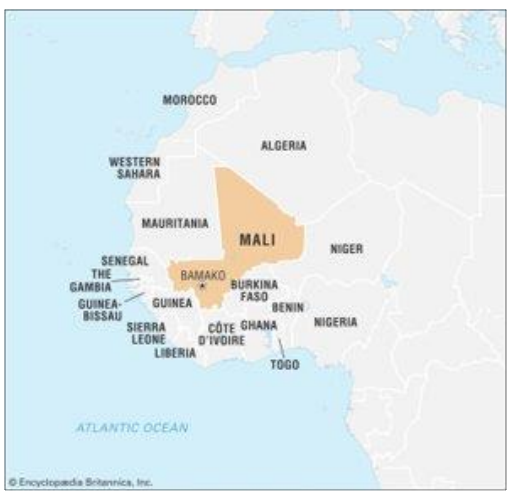 MOROCCO
ALGERIA
WESTERN
SAHARA
MAURITANIA
MALI
NIGER
SENEGAL
THE
GAMBIA
BAMAKO
BURKINA
FASO
GUINEA-
BISSAU
GUINEA
BENIN
NIGERIA
SIERRA
LEONE
CÔTE
D'IVOIRE
GHANA
LIBERIA
TOGO
ATLANTIC OCEAN
© Encyclopædia Britannica, Inc.